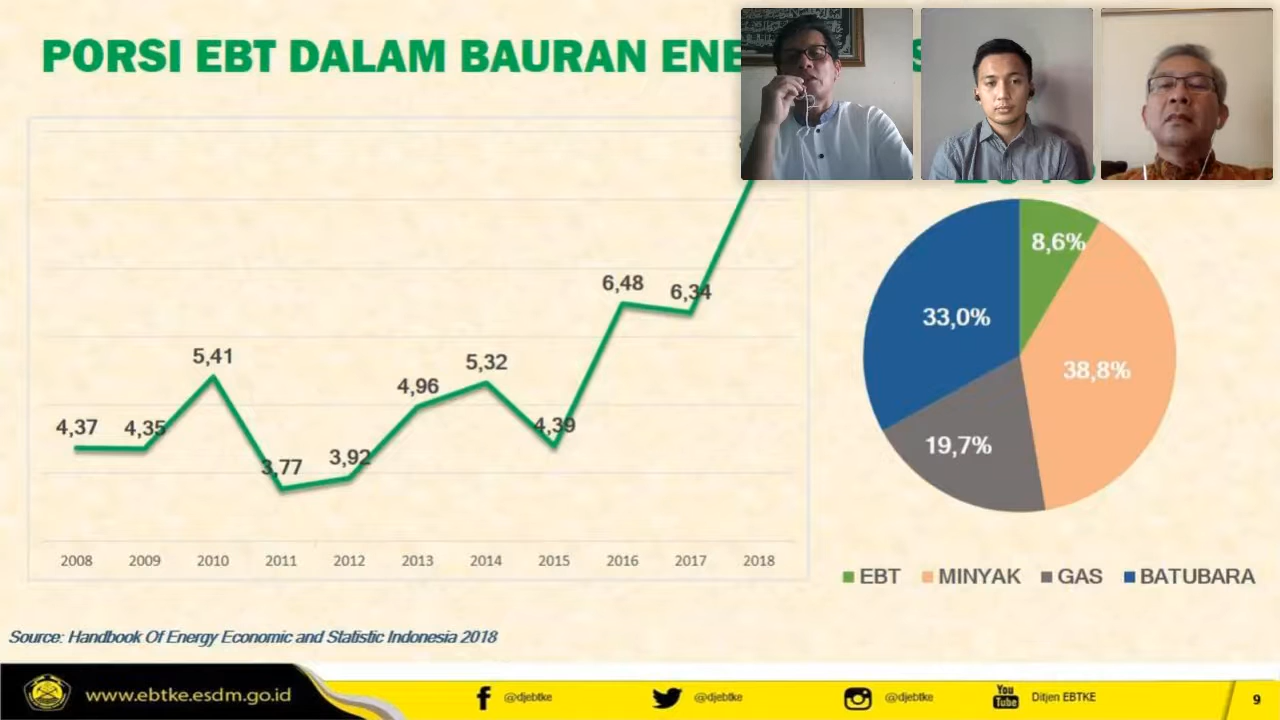 PORSI EBT DALAM BAURAN
4,37
4,35
5,41
3,77
3,92
4,96
5,32
4,39
6,48
6,34
2008 2009 2010 2011 2012 2013 2014 2015 2016 2017 2018
8,6%
38,8%
19,7%
33,0%
EBT MINYAK GAS BATUBARA
Source: Handbook Of Energy Economic and Statistic Indonesia 2018
www.ebtke.esdm.go.id @djebtke @djebtke @djebtke You Tube Ditjen EBTKE 9